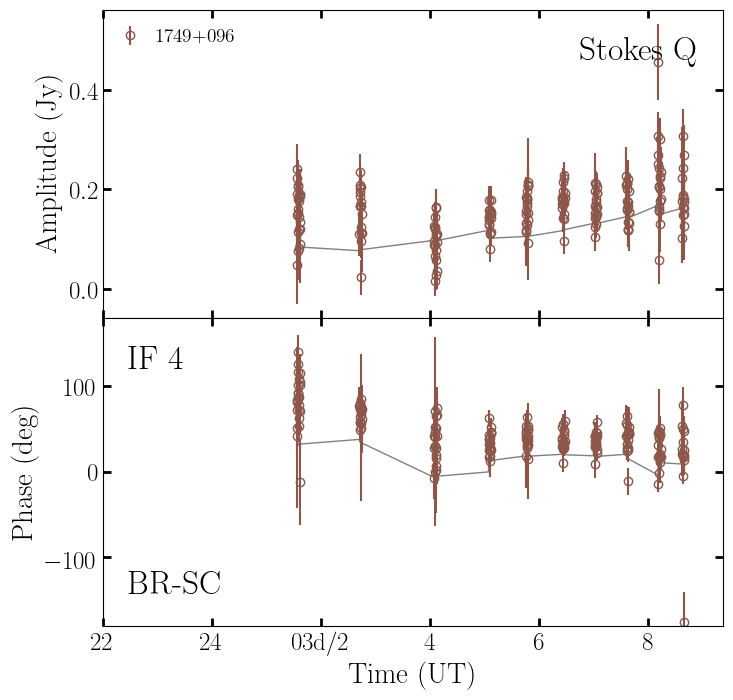 1749+096
Stokes Q
Amplitude (Jy)
0.4
0.2
0.0
IF 4
Phase (deg)
100
0
−100
BR-SC
22 24 03d/2 4 6 8
Time (UT)